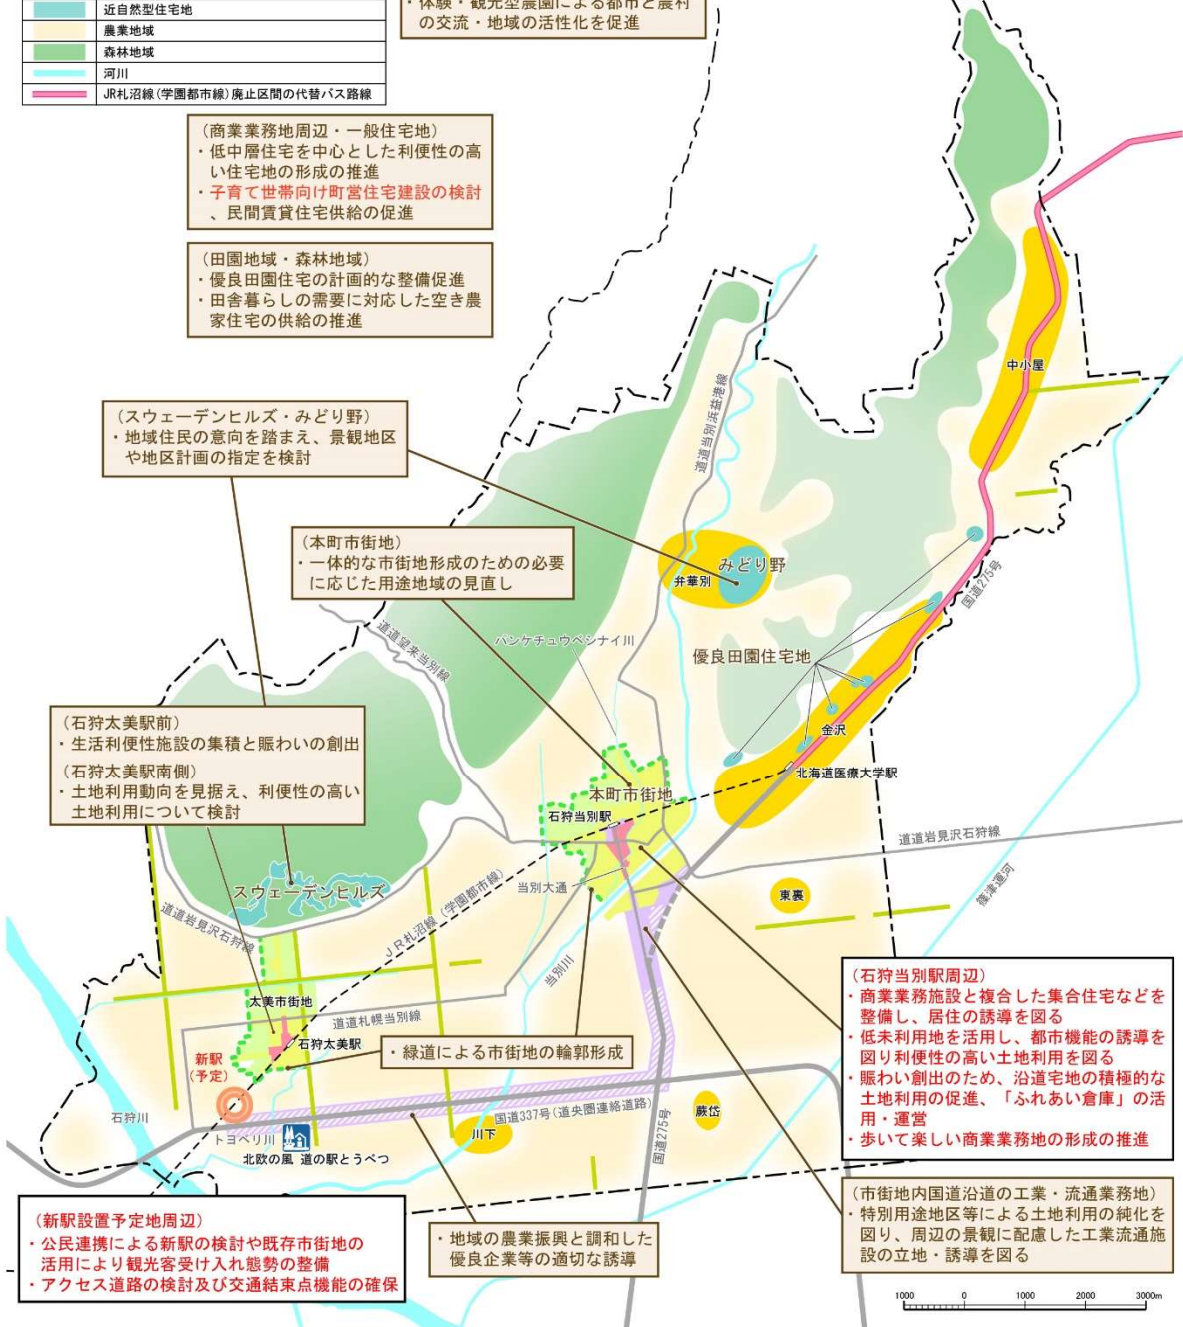 ・体験・観光型農園による都市と農村
の交流・地域の活性化を促進
近自然型住宅地
農業地域
森林地域
河川
JR札沼線(学園都市線)廃止区間の代替バス路線
(商業業務地周辺・一般住宅地)
・低中層住宅を中心とした利便性の高
い住宅地の形成の推進
・子育て世帯向け町営住宅建設の検討
、民間賃貸住宅供給の促進
(田園地域・森林地域)
・優良田園住宅の計画的な整備促進
・田舎暮らしの需要に対応した空き農
家住宅の供給の推進
中小屋
道道当別浜益港線
(スウェーデンヒルズ・みどり野)
・地域住民の意向を踏まえ、景観地区
や地区計画の指定を検討
(本町市街地)
・一体的な市街地形成のための必要
に応じた用途地域の見直し
みどり野
弁華別
国道275号
道道望来当別線
パンケチュウベシナイ川
優良田園住宅地
(石狩太美駅前)
・生活利便性施設の集積と賑わいの創出
(石狩太美駅南側)
・土地利用動向を見据え、利便性の高い
土地利用について検討
金沢
北海道医療大学駅
本町市街地
石狩当別駅
道道岩見沢石狩線
当別大通
スウェーデンヒルズ
東裏
篠津運河
道道岩見沢石狩線
JR札沼線(学園都市線)
当別川
太美市街地
道道札幌当別線
石狩太美駅
・緑道による市街地の輪郭形成
(石狩当別駅周辺)
・商業業務施設と複合した集合住宅などを
整備し、居住の誘導を図る
・低未利用地を活用し、都市機能の誘導を
図り利便性の高い土地利用を図る
・賑わい創出のため、沿道宅地の積極的な
土地利用の促進、「ふれあい倉庫」の活
用・運営
・歩いて楽しい商業業務地の形成の推進
新駅
(予定)
石狩川
トヨベリ川
国道337号(道央圏連絡道路)
川下
蕨岱
国道275号
北欧の風 道の駅とうべつ
(新駅設置予定地周辺)
・公民連携による新駅の検討や既存市街地の
活用により観光客受け入れ態勢の整備
・アクセス道路の検討及び交通結束点機能の確保
・地域の農業振興と調和した
優良企業等の適切な誘導
(市街地内国道沿道の工業・流通業務地)
・特別用途地区等による土地利用の純化を
図り、周辺の景観に配慮した工業流通施
設の立地・誘導を図る
1000 0 1000 2000 3000m